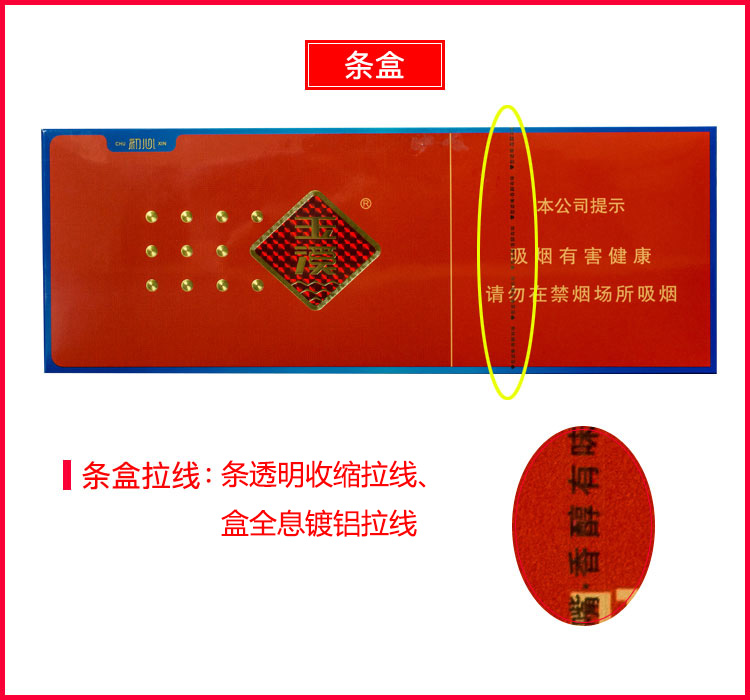 条盒
CHU 初心 XIN
玉溪
®
本公司提示
吸烟有害健康
请勿在禁烟场所吸烟
条盒拉线：条透明收缩拉线、
盒全息镀铝拉线
香醇有味